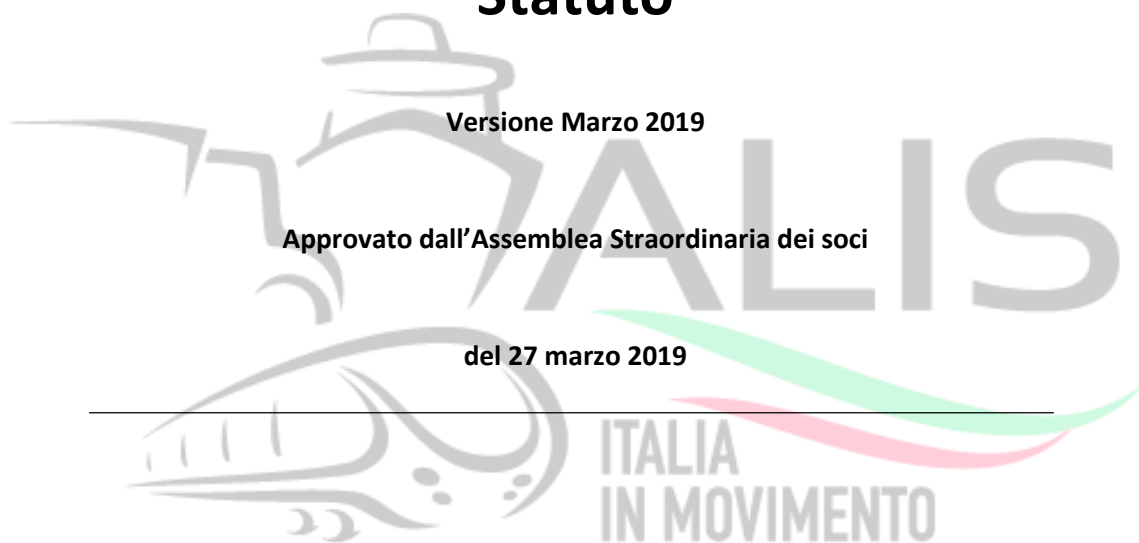 Statuto
Versione Marzo 2019
ALIS
Approvato dall’Assemblea Straordinaria dei soci
del 27 marzo 2019
ITALIA
IN MOVIMENTO